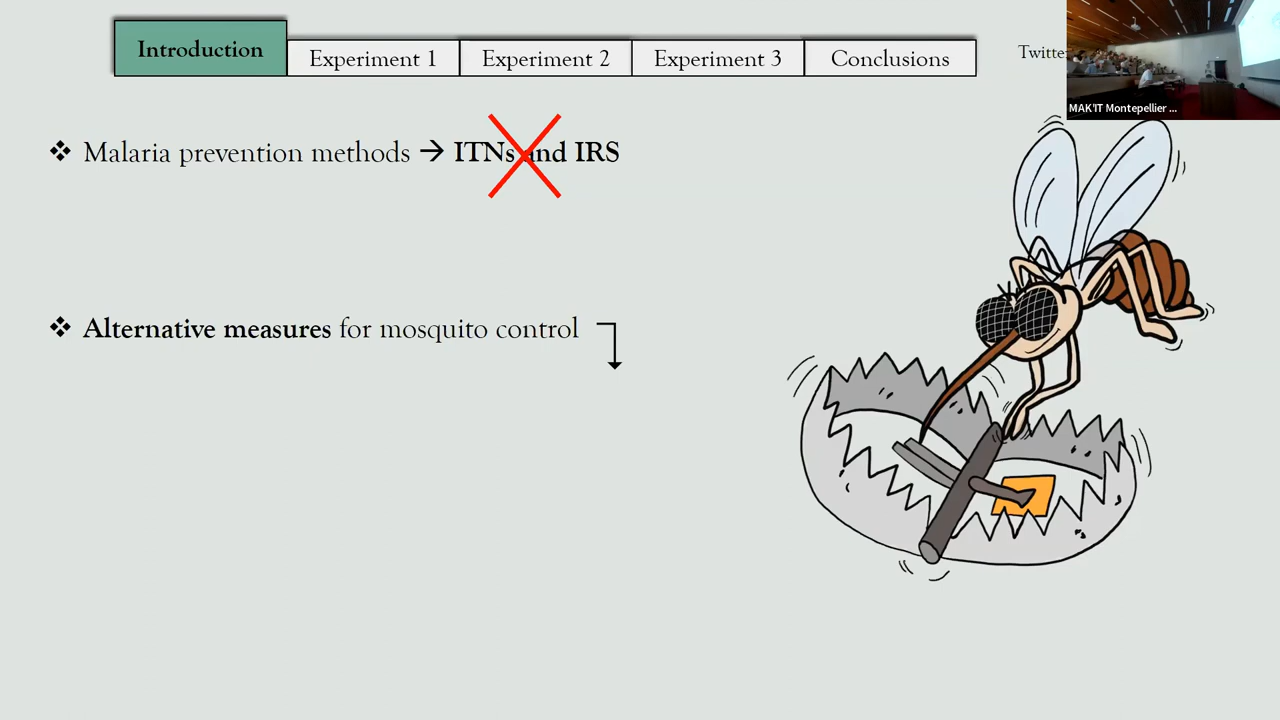 Introduction
Experiment 1
Experiment 2
Experiment 3
Conclusions
Twitte
MAK'IT Montepellier ...
❖ Malaria prevention methods → ITNs and IRS
❖ Alternative measures for mosquito control